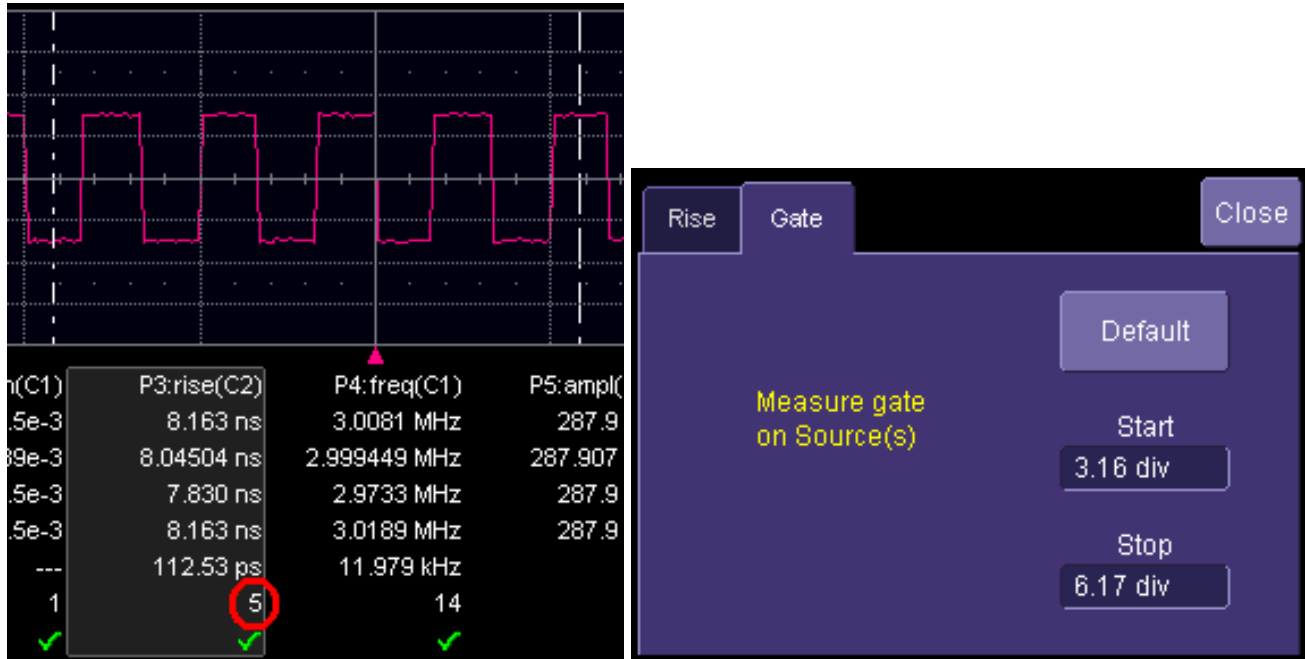 n(C1) P3:rise(C2) P4:freq(C1) P5:ampl(
.5e-3 8.163 ns 3.0081 MHz 287.9
39e-3 8.04504 ns 2.999449 MHz 287.907
.5e-3 7.830 ns 2.9733 MHz 287.9
.5e-3 8.163 ns 3.0189 MHz 287.9
--- 112.53 ps 11.979 kHz
1 5 14
Rise Gate Close
Default
Measure gate
on Source(s)
Start
3.16 div
Stop
6.17 div